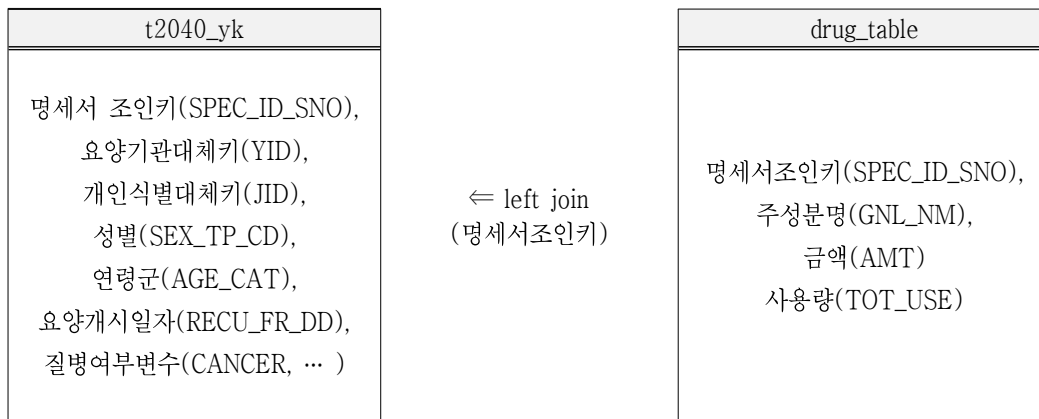 t2040_yk
명세서 조인키(SPEC_ID_SNO),
요양기관대체키(YID),
개인식별대체키(JID),
성별(SEX_TP_CD),
연령군(AGE_CAT),
요양개시일자(RECU_FR_DD),
질병여부변수(CANCER, … )
⇐ left join
(명세서조인키)
drug_table
명세서조인키(SPEC_ID_SNO),
주성분명(GNL_NM),
금액(AMT)
사용량(TOT_USE)